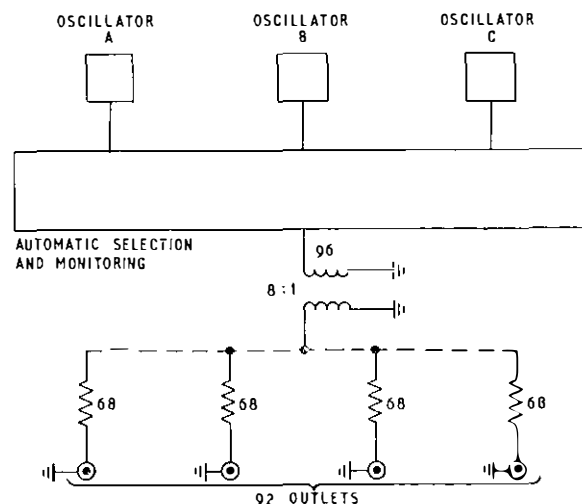 OSCILLATOR
A
OSCILLATOR
B
OSCILLATOR
C
AUTOMATIC SELECTION
AND MONITORING
96
8:1
68
68
68
68
92 OUTLETS